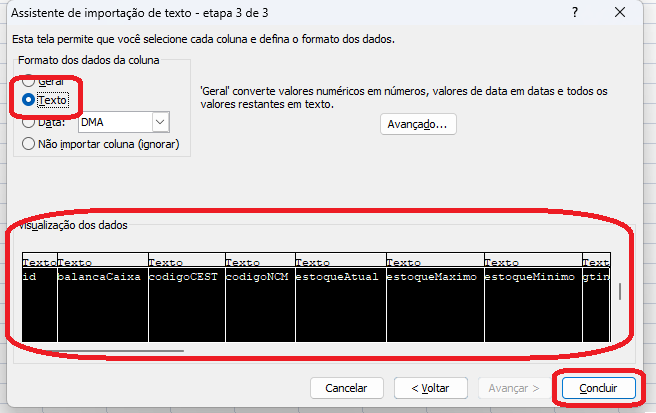 Assistente de importação de texto - etapa 3 de 3
?
Esta tela permite que você selecione cada coluna e defina o formato dos dados.
Formato dos dados da coluna
Geral
Texto
Data: DMA
Não importar coluna (ignorar)
'Geral' converte valores numéricos em números, valores de data em datas e todos os
valores restantes em texto.
Avançado...
Visualização dos dados
Texto Texto Texto Texto Texto Texto Texto Text
id balancaCaixa codigoCEST codigoNCM estoqueAtual estoqueMaximo estoqueMinimo gtin
Cancelar < Voltar Avançar > Concluir